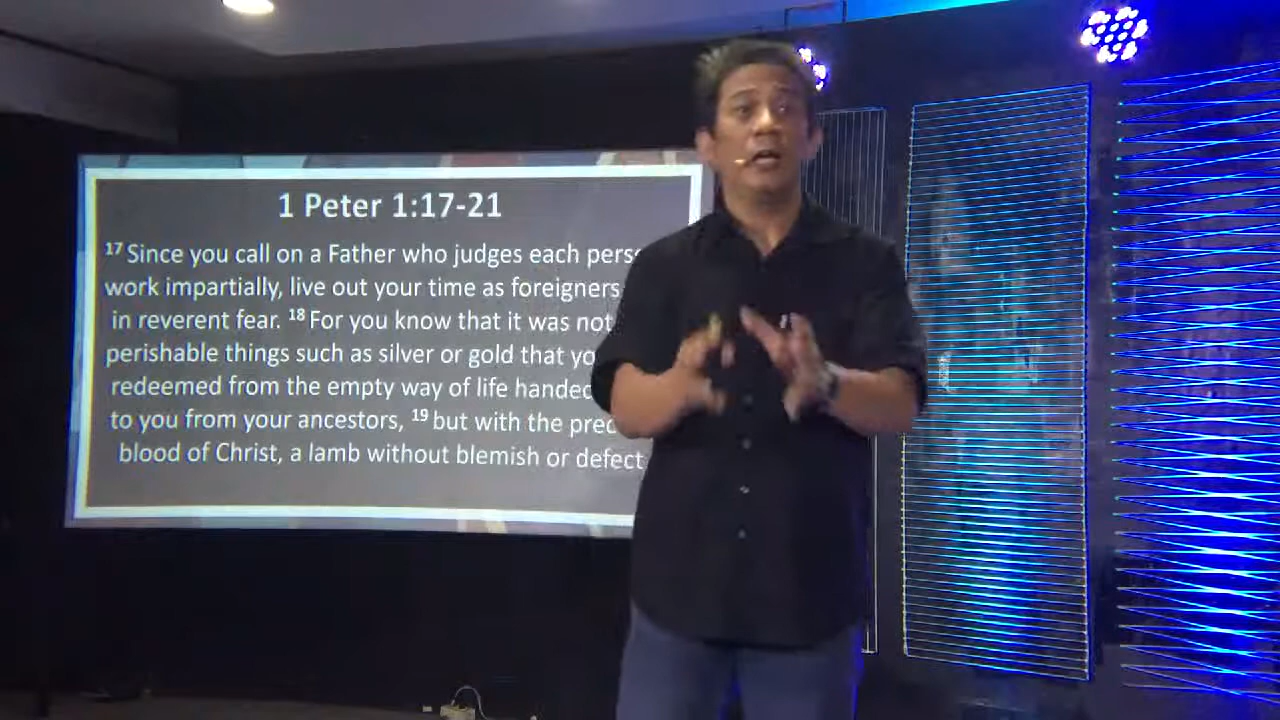 1 Peter 1:17-21
17 Since you call on a Father who judges each
work impartially, live out your time as foreigners
in reverent fear. 18 For you know that it was not
perishable things such as silver or gold that
redeemed from the empty way of life handed
to you from your ancestors, 19 but with the
blood of Christ, a lamb without blemish or defect